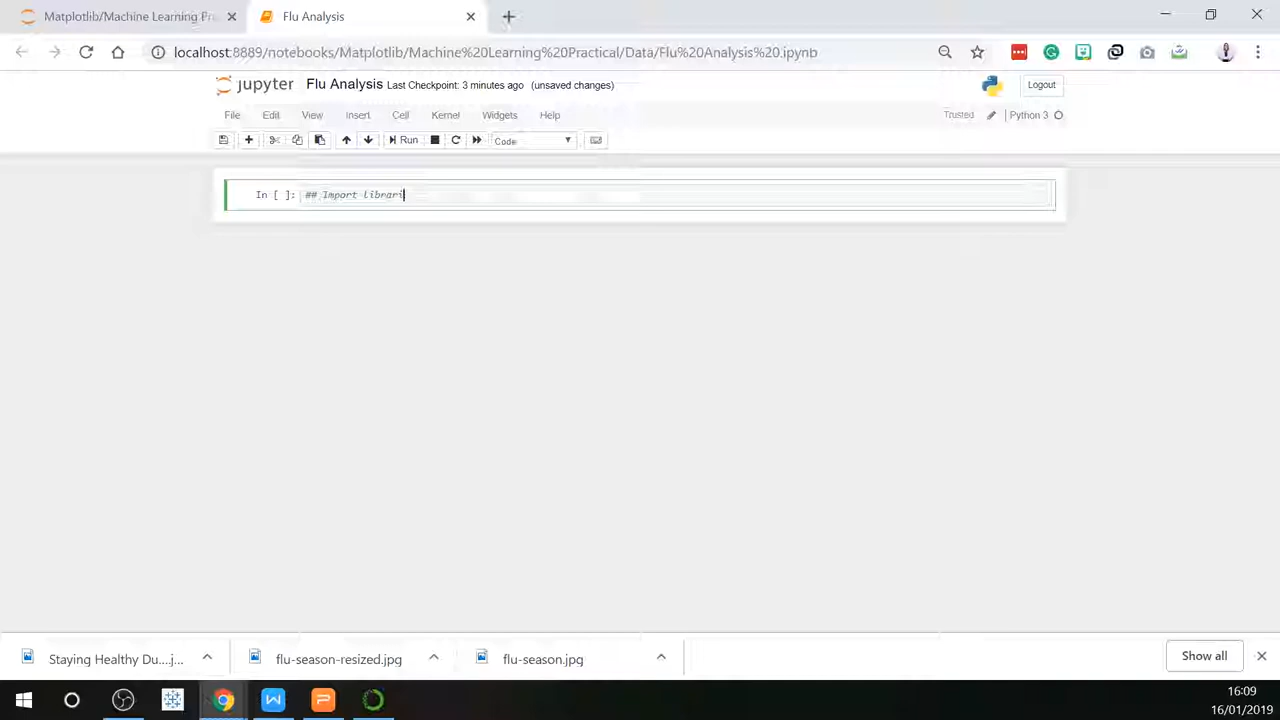 Matplotlib/Machine Learning Pr
Flu Analysis
localhost:8889/notebooks/Matplotlib/Machine%20Learning%20Practical/Data/Flu%20Analysis%20.ipynb
jupyter Flu Analysis Last Checkpoint: 3 minutes ago (unsaved changes)
Logout
File Edit View Insert Cell Kernel Widgets Help
Trusted Python 3
Run Code
In [ ]: ## Import librari
Staying Healthy Du....j...
flu-season-resized.jpg
flu-season.jpg
Show all
16:09
16/01/2019